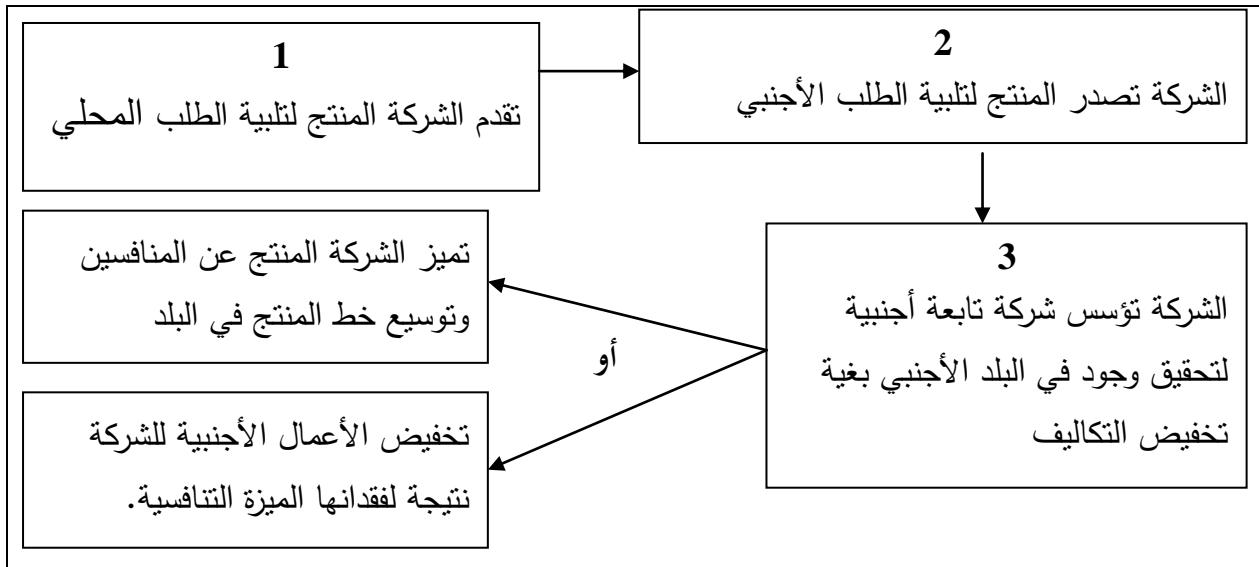 1
تقدم الشركة المنتج لتلبية الطلب المحلي
2
الشركة تصدر المنتج لتلبية الطلب الأجنبي
3
الشركة تؤسس شركة تابعة أجنبية
لتحقيق وجود في البلد الأجنبي بغية
تخفيض التكاليف
أو
تميز الشركة المنتج عن المنافسين
وتوسيع خط المنتج في البلد
تخفيض الأعمال الأجنبية للشركة
نتيجة لفقدانها الميزة التنافسية.